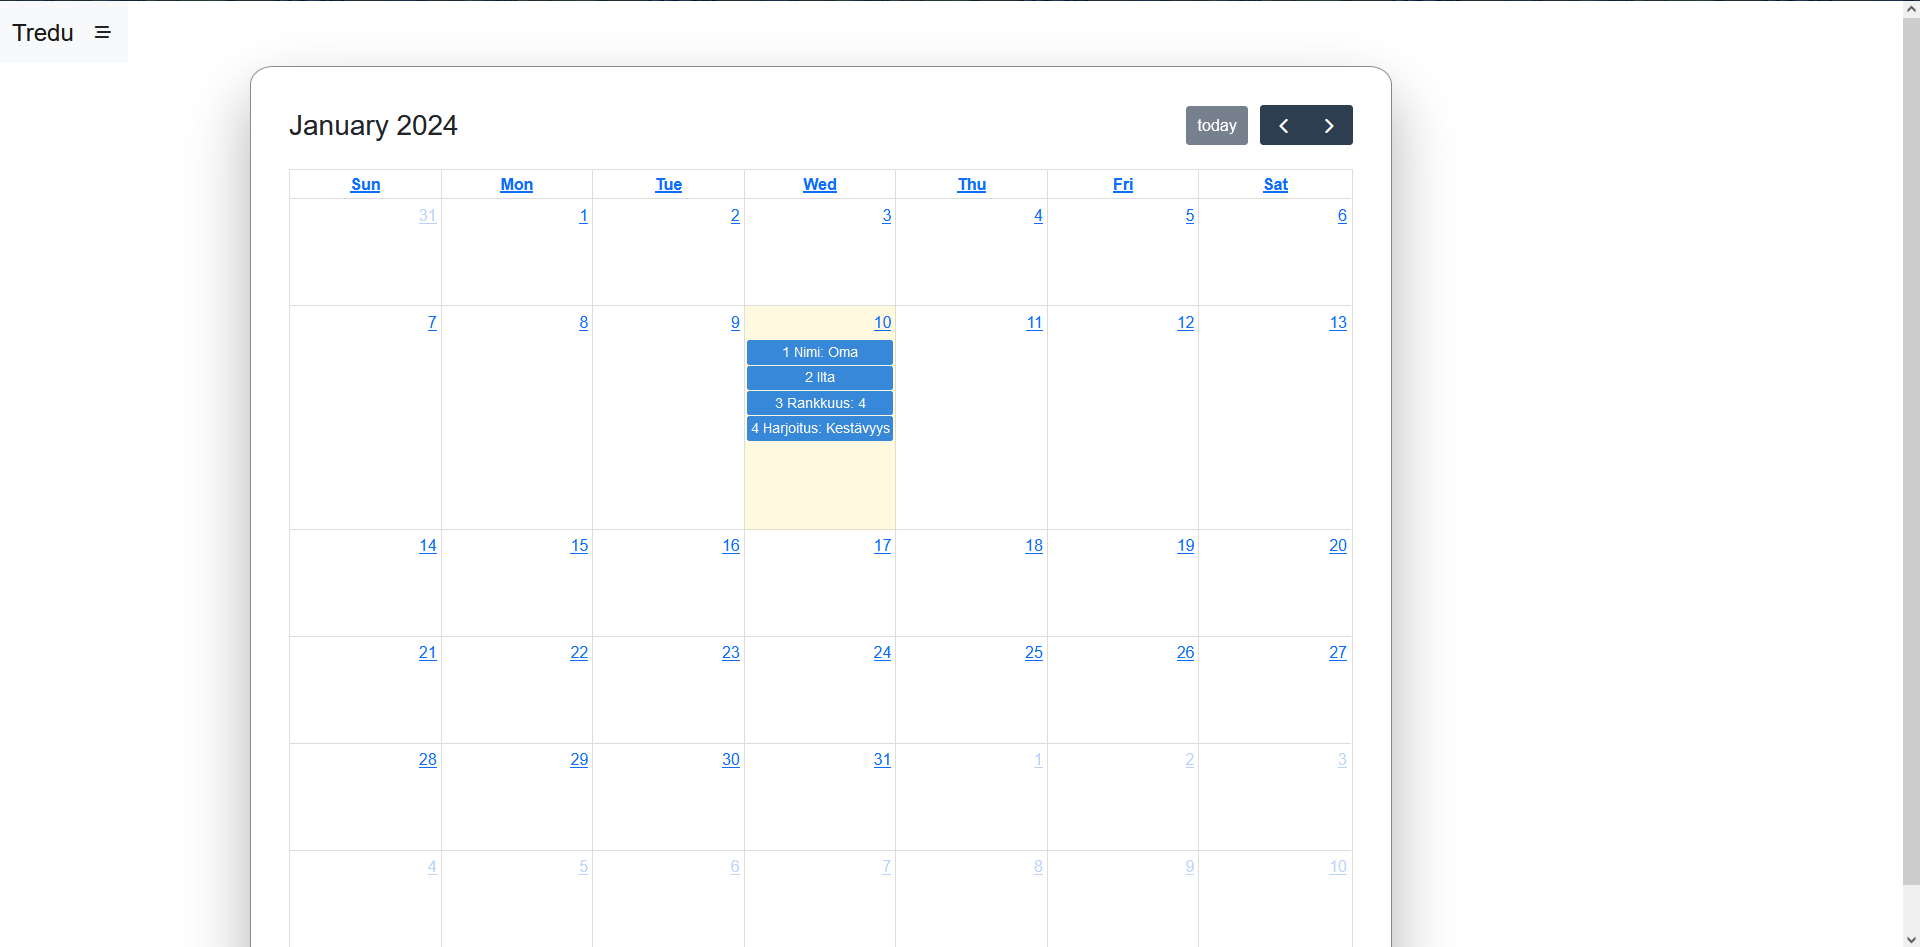 Tredu
January 2024
today
Sun Mon Tue Wed Thu Fri Sat
31 1 2 3 4 5 6
7 8 9 10 11 12 13
1 Nimi: Oma
2 Ilta
3 Rankkuus: 4
4 Harjoitus: Kestävyys
14 15 16 17 18 19 20
21 22 23 24 25 26 27
28 29 30 31 1 2 3
4 5 6 7 8 9 10